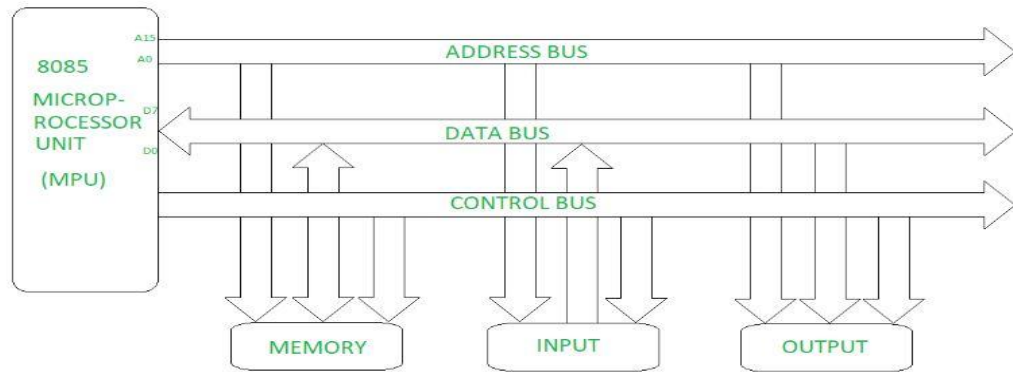 8085
MICROP-
ROCESSOR
UNIT
(MPU)
A15
A0
D7
D0
ADDRESS BUS
DATA BUS
CONTROL BUS
MEMORY
INPUT
OUTPUT